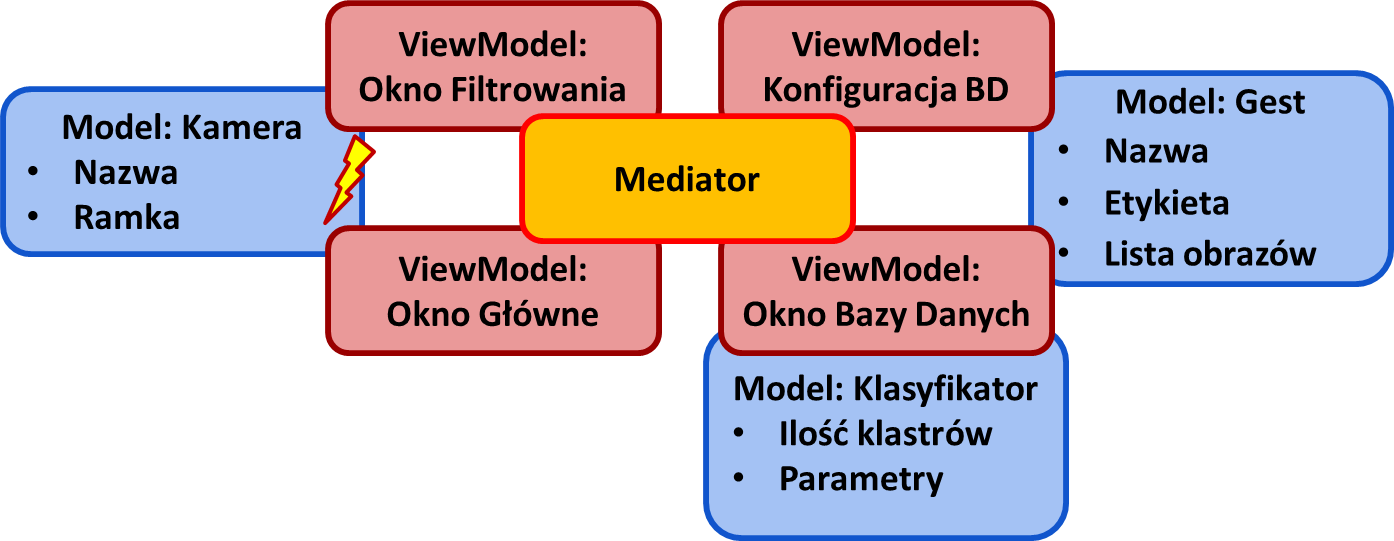 ViewModel:
Okno Filtrowania
ViewModel:
Konfiguracja BD
Model: Kamera
• Nazwa
• Ramka
Mediator
Model: Gest
• Nazwa
• Etykieta
• Lista obrazów
ViewModel:
Okno Główne
ViewModel:
Okno Bazy Danych
Model: Klasyfikator
• Ilość klastrów
• Parametry